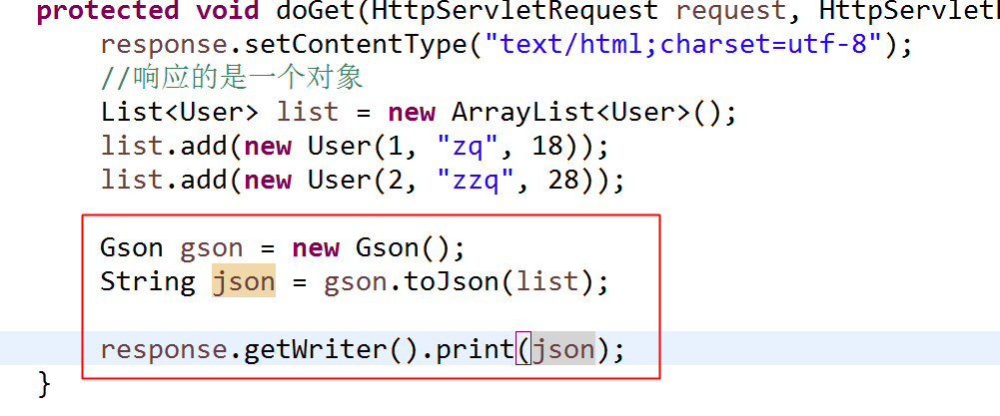 protected void doGet(HttpServletRequest request, HttpServlet
response.setContentType("text/html;charset=utf-8");
//响应的是一个对象
List<User> list = new ArrayList<User>();
list.add(new User(1, "zq", 18));
list.add(new User(2, "zzq", 28));
Gson gson = new Gson();
String json = gson.toJson(list);
response.getWriter().print(json);
}